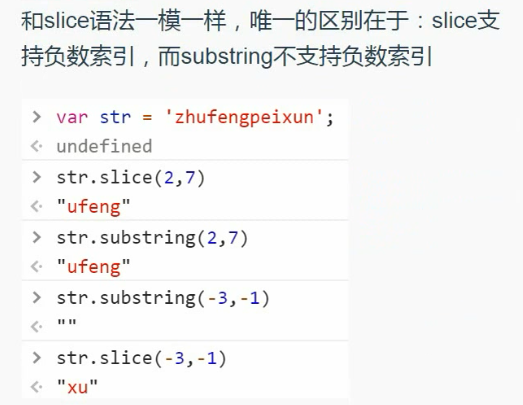 和slice语法一模一样，唯一的区别在于：slice支
持负数索引，而substring不支持负数索引
> var str = 'zhufengpeixun';
<· undefined
> str.slice(2,7)
<· "ufeng"
> str.substring(2,7)
<· "ufeng"
> str.substring(-3,-1)
<· ""
> str.slice(-3,-1)
<· "xu"